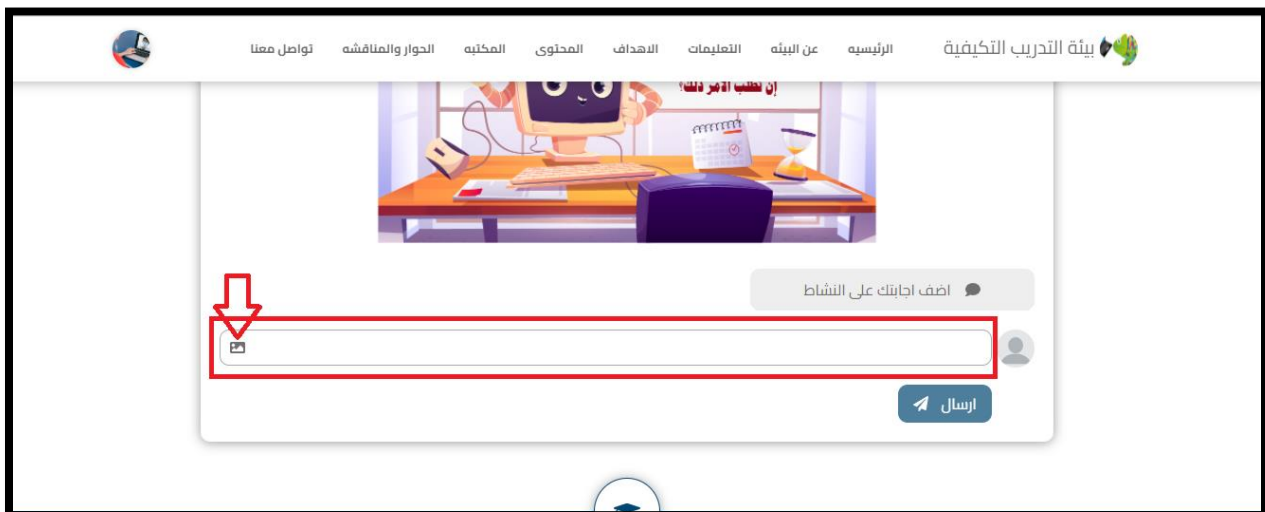 بيئة التدريب التكيفية
الرئيسيه عن البيئه التعليمات الاهداف المحتوى المكتبه الحوار والمناقشه تواصل معنا
إن تطلب الأمر ذلك؟
اضف اجابتك على النشاط
ارسال